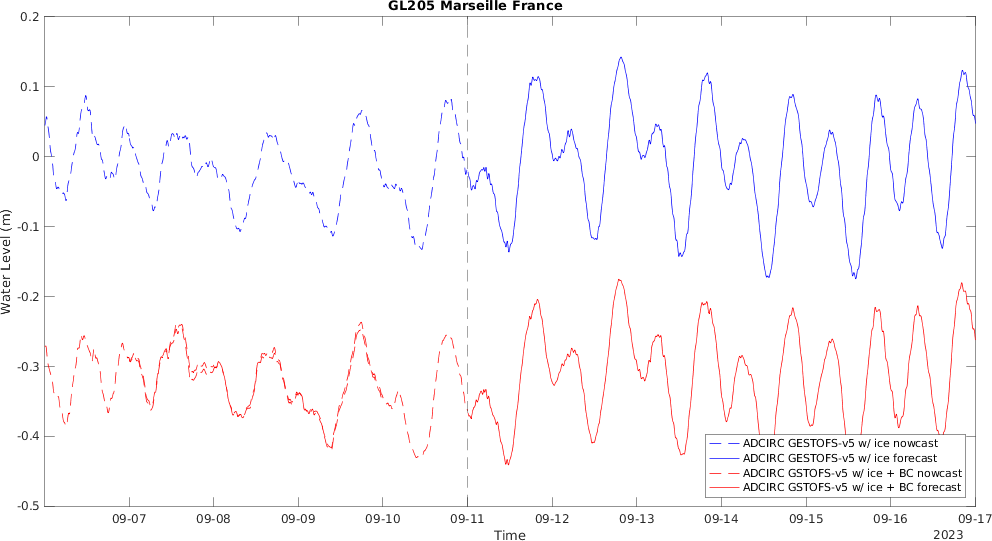 GL205 Marseille France
0.2
0.1
0
-0.1
-0.2
-0.3
-0.4
-0.5
Water Level (m)
ADCIRC GESTOFS-v5 w/ ice nowcast
ADCIRC GESTOFS-v5 w/ ice forecast
ADCIRC GSTOFS-v5 w/ ice + BC nowcast
ADCIRC GSTOFS-v5 w/ ice + BC forecast
09-07 09-08 09-09 09-10 09-11 09-12 09-13 09-14 09-15 09-16 09-17
Time
2023